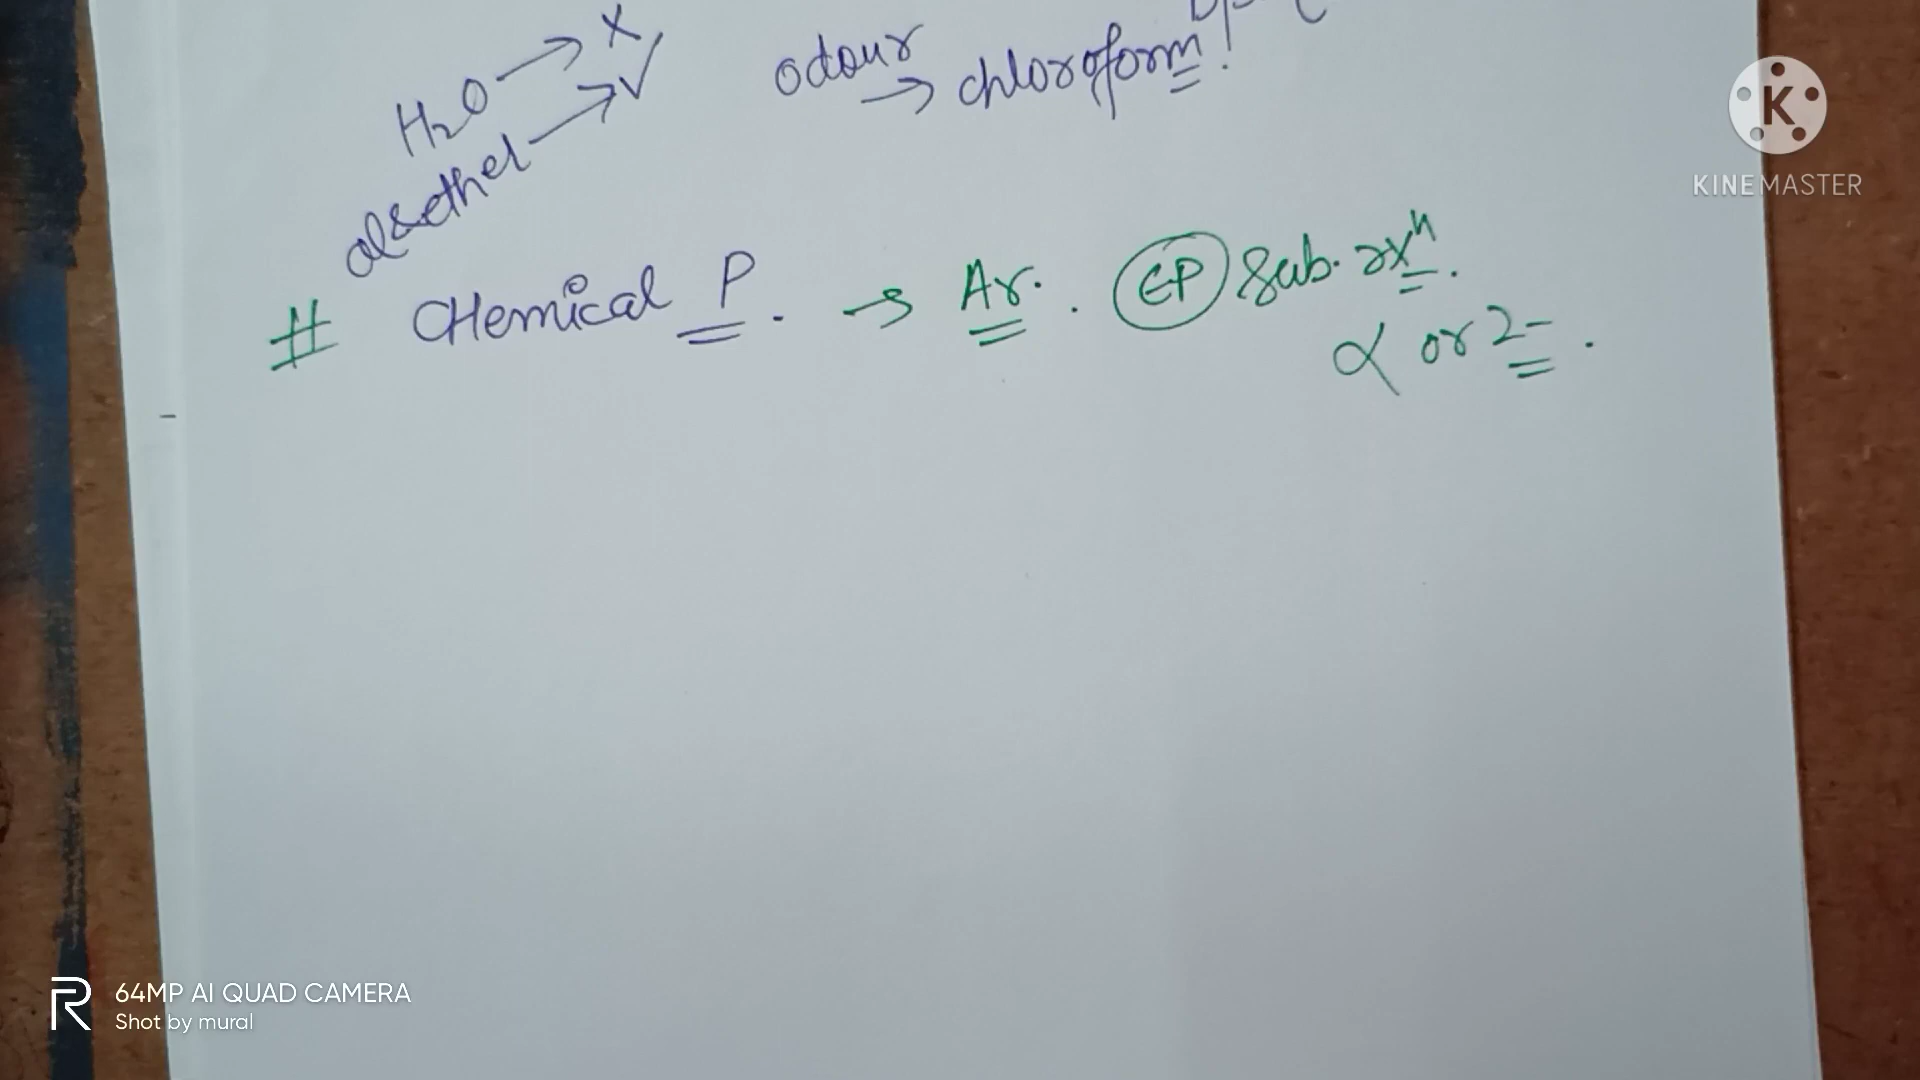 H2O → X
odour → chloroform!
al&ether → ✓
# Chemical P. → Ar. EP Sub. rxn.
α or 2-.
KINEMASTER
64MP AI QUAD CAMERA
Shot by mural